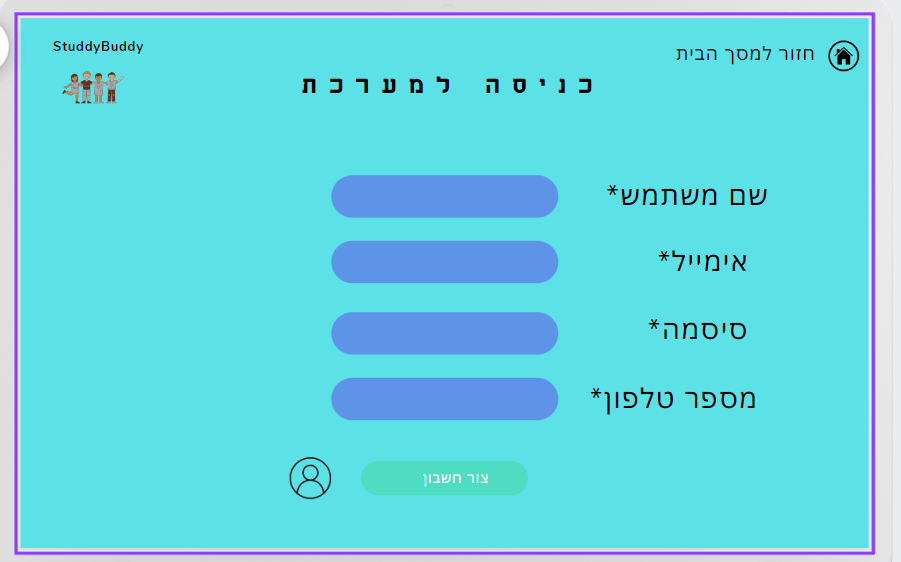 StuddyBuddy
חזור למסך הבית
כניסה למערכת
שם משתמש*
אימייל*
סיסמה*
מספר טלפון*
צור חשבון